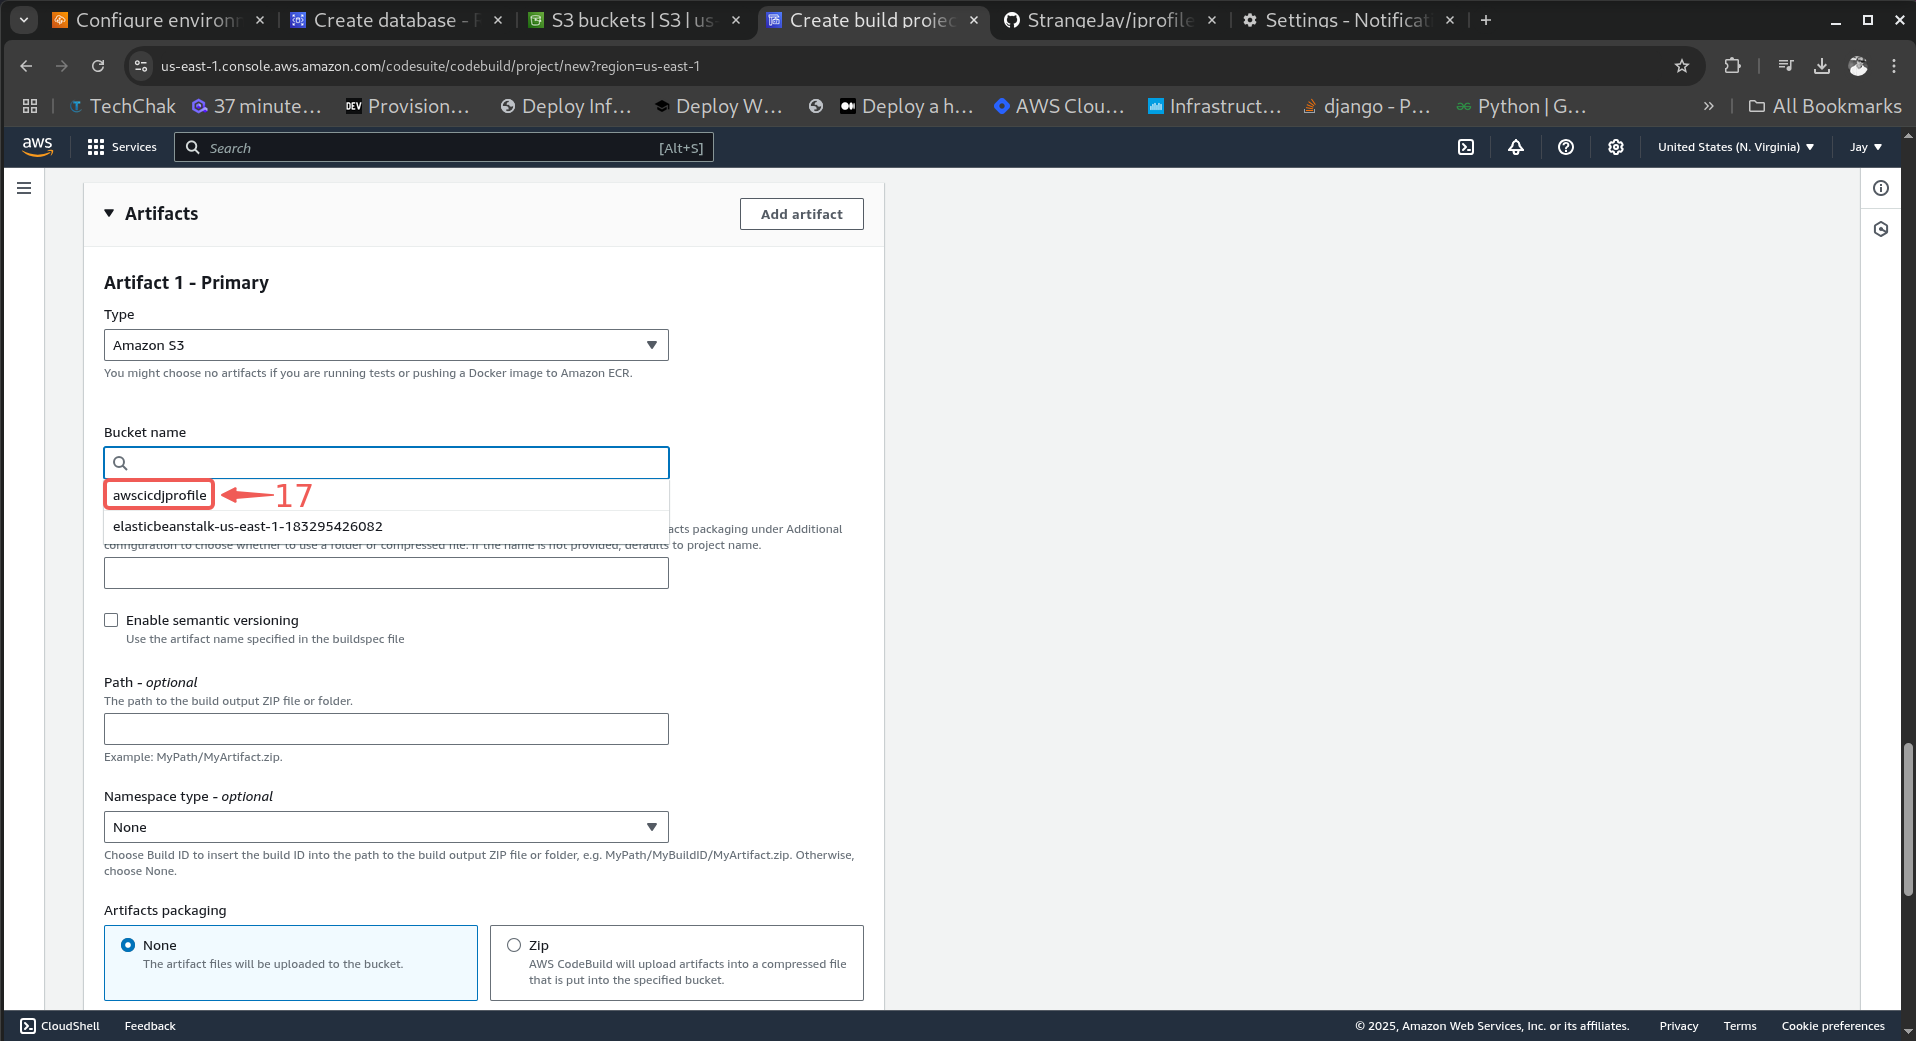 Configure environm
Create database - R
S3 buckets | S3 | us-
Create build projec
StrangeJay/jprofile
Settings - Notificat
us-east-1.console.aws.amazon.com/codesuite/codebuild/project/new?region=us-east-1
TechChak
37 minute...
DEV Provision...
Deploy Inf...
Deploy W...
Deploy a h...
AWS Clou...
Infrastruct...
django - P...
Python | G...
»
All Bookmarks
aws
Services
Search
[Alt+S]
United States (N. Virginia)
Jay
Artifacts
Add artifact
Artifact 1 - Primary
Type
Amazon S3
You might choose no artifacts if you are running tests or pushing a Docker image to Amazon ECR.
Bucket name
awscicdjprofile
17
elasticbeanstalk-us-east-1-183295426082
acts packaging under Additional
configuration to choose whether to use a folder or compressed file. If the name is not provided, defaults to project name.
Enable semantic versioning
Use the artifact name specified in the buildspec file
Path - optional
The path to the build output ZIP file or folder.
Example: MyPath/MyArtifact.zip.
Namespace type - optional
None
Choose Build ID to insert the build ID into the path to the build output ZIP file or folder, e.g. MyPath/MyBuildID/MyArtifact.zip. Otherwise,
choose None.
Artifacts packaging
None
The artifact files will be uploaded to the bucket.
Zip
AWS CodeBuild will upload artifacts into a compressed file
that is put into the specified bucket.
CloudShell
Feedback
© 2025, Amazon Web Services, Inc. or its affiliates.
Privacy
Terms
Cookie preferences